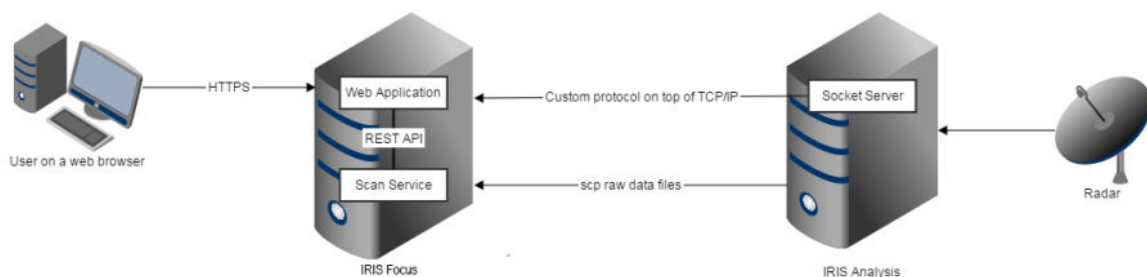 HTTPS
User on a web browser
Web Application
REST API
Scan Service
IRIS Focus
Custom protocol on top of TCP/IP
scp raw data files
Socket Server
IRIS Analysis
Radar